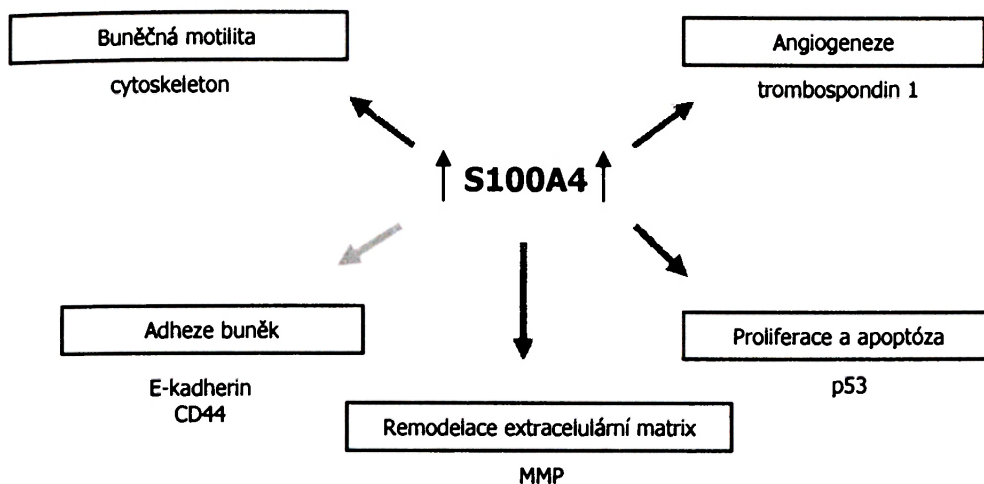 Buněčná motilita
cytoskeleton
Angiogeneze
trombospondin 1
S100A4
Adheze buněk
E-kadherin
CD44
Proliferace a apoptóza
p53
Remodelace extracelulární matrix
MMP